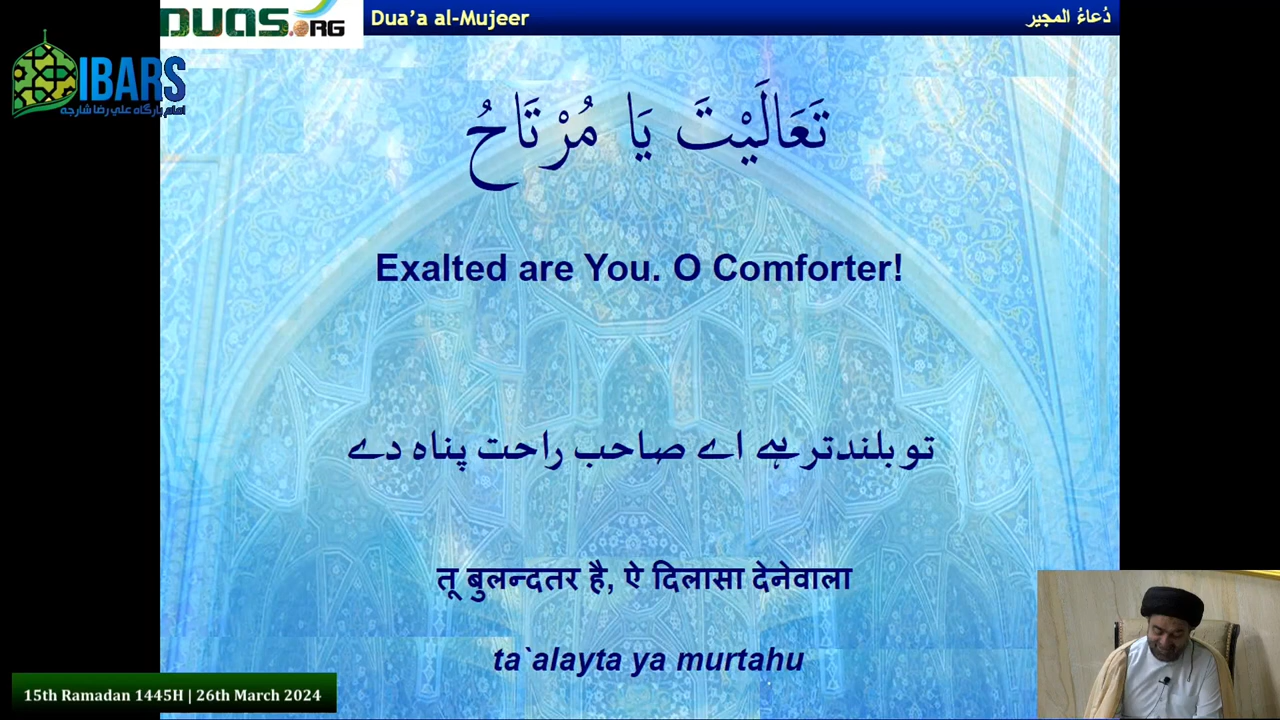 DUAS.ORG
Dua’a al-Mujeer
دُعاءُ المجير
IBARS
امام بارگاہ علی رضا شارجہ
تَعَالَيْتَ يَا مُرْتَاحُ
Exalted are You. O Comforter!
تو بلندتر ہے اے صاحب راحت پناہ دے
तू बुलन्दतर है, ऐ दिलासा देनेवाला
ta`alayta ya murtahu
15th Ramadan 1445H | 26th March 2024